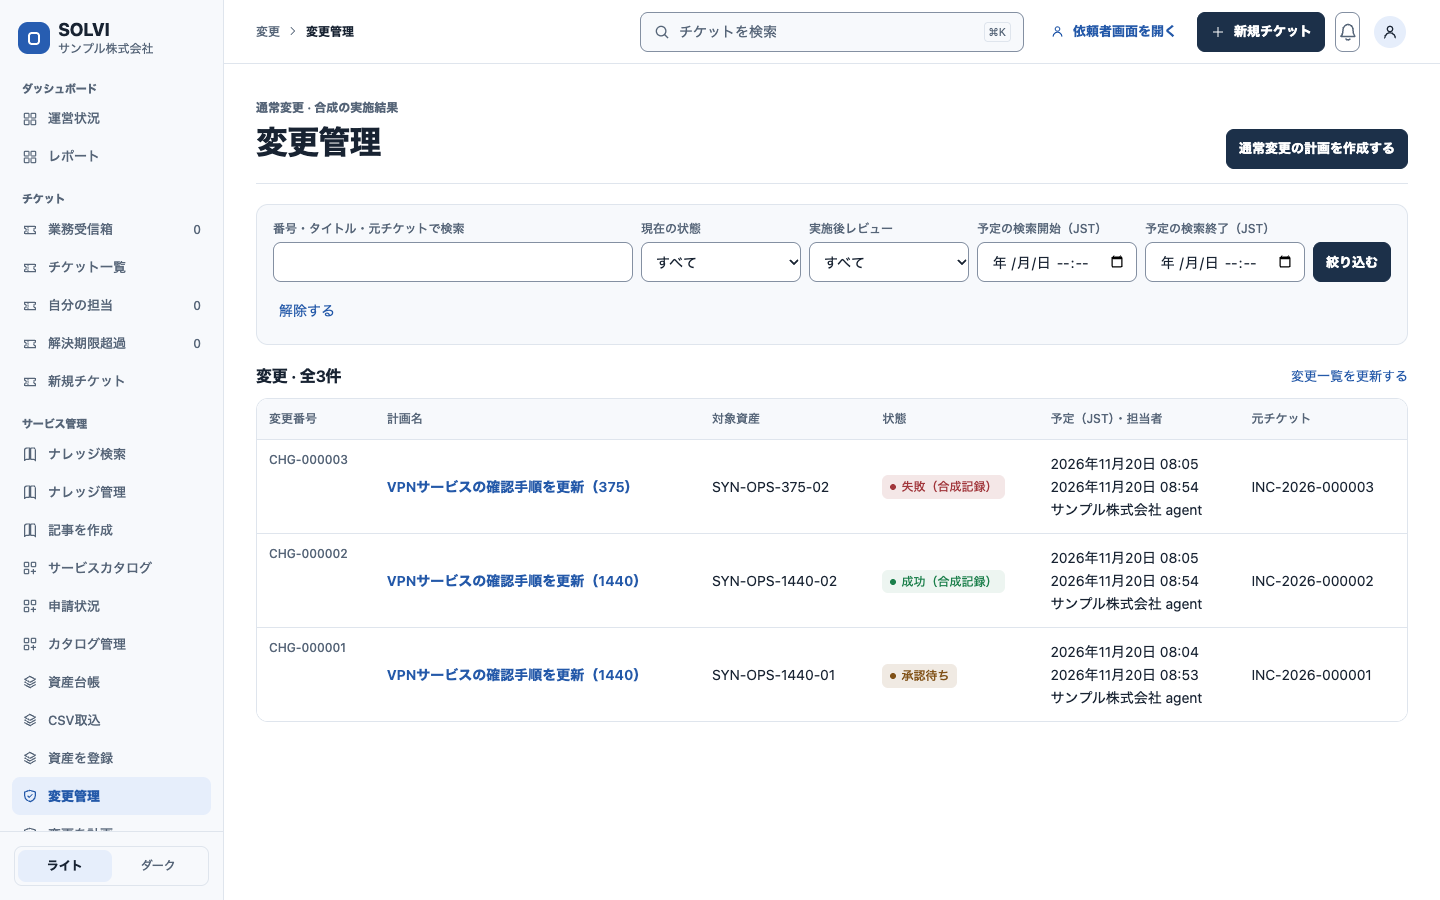 SOLVI
サンプル株式会社
ダッシュボード
運営状況
レポート
チケット
業務受信箱 0
チケット一覧
自分の担当 0
解決期限超過 0
新規チケット
サービス管理
ナレッジ検索
ナレッジ管理
記事を作成
サービスカタログ
申請状況
カタログ管理
資産台帳
CSV取込
資産を登録
変更管理
ライト ダーク
変更 > 変更管理
チケットを検索 ⌘K
依頼者画面を開く
+ 新規チケット
通常変更 · 合成の実施結果
変更管理
通常変更の計画を作成する
番号・タイトル・元チケットで検索
現在の状態
すべて
実施後レビュー
すべて
予定の検索開始（JST）
年 /月/日 --:--
予定の検索終了（JST）
年 /月/日 --:--
絞り込む
解除する
変更 · 全3件
変更一覧を更新する
変更番号 計画名 対象資産 状態 予定（JST）・担当者 元チケット
CHG-000003
VPNサービスの確認手順を更新（375）
SYN-OPS-375-02
失敗（合成記録）
2026年11月20日 08:05
2026年11月20日 08:54
サンプル株式会社 agent
INC-2026-000003
CHG-000002
VPNサービスの確認手順を更新（1440）
SYN-OPS-1440-02
成功（合成記録）
2026年11月20日 08:05
2026年11月20日 08:54
サンプル株式会社 agent
INC-2026-000002
CHG-000001
VPNサービスの確認手順を更新（1440）
SYN-OPS-1440-01
承認待ち
2026年11月20日 08:04
2026年11月20日 08:53
サンプル株式会社 agent
INC-2026-000001